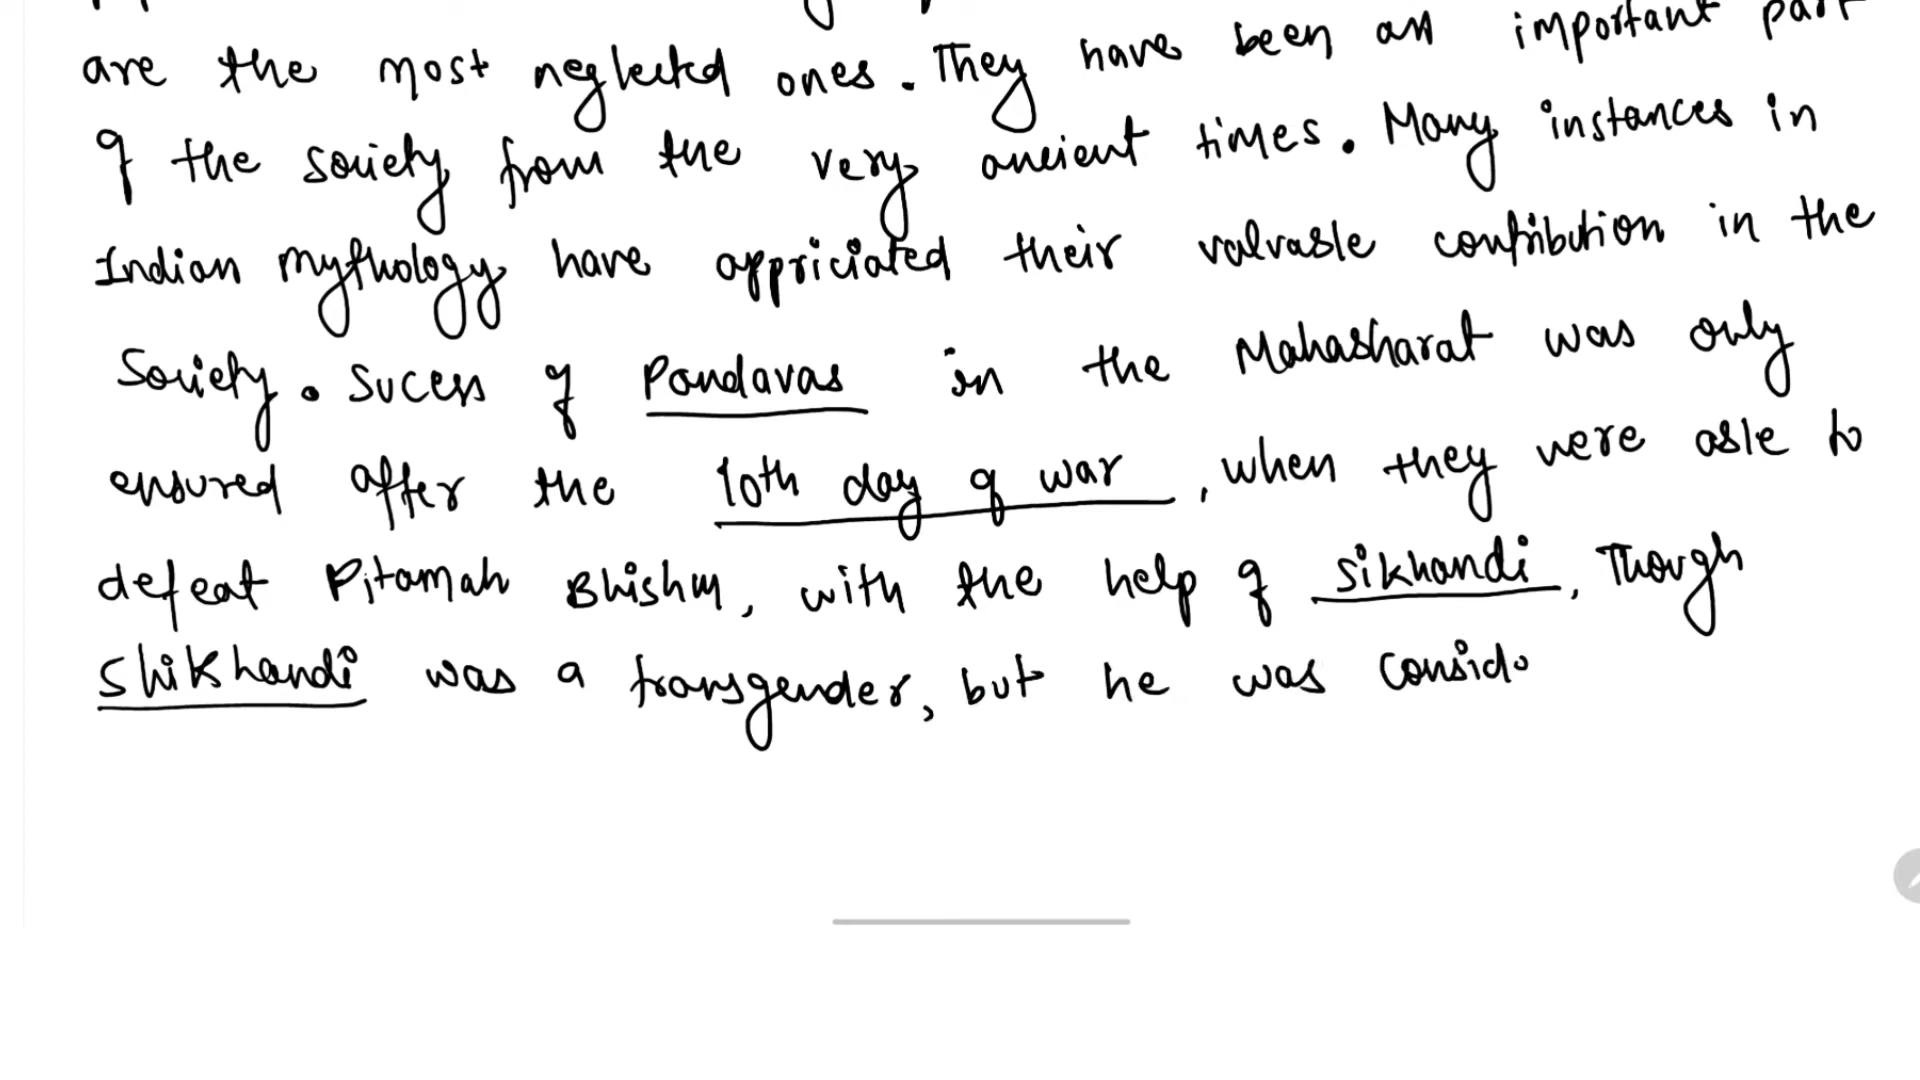 are the most neglected ones. They have been an important part
of the society from the very ancient times. Many instances in
Indian mythology have appriciated their valuable contribution in the
Society. Sucess of Pandavas in the Mahabharat was only
ensured after the 10th day of war, when they were able to
defeat Pitamah Bhishm, with the help of Sikhandi, Though
Shikhandi was a transgender, but he was conside